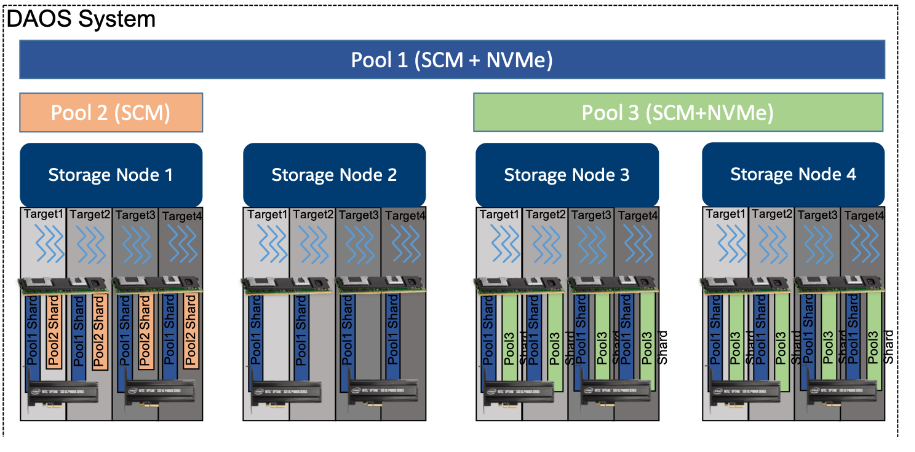 DAOS System
Pool 1 (SCM + NVMe)
Pool 2 (SCM)
Pool 3 (SCM+NVMe)
Storage Node 1
Storage Node 2
Storage Node 3
Storage Node 4
Target1 Target2 Target3 Target4
Target1 Target2 Target3 Target4
Target1 Target2 Target3 Target4
Target1 Target2 Target3 Target4
Pool1 Shard
Pool2 Shard
Pool1 Shard
Pool2 Shard
Pool1 Shard
Pool2 Shard
Pool1 Shard
Pool2 Shard
Pool1 Shard
Pool1 Shard
Pool1 Shard
Pool1 Shard
Pool1 Shard
Pool3
Shard
Pool1 Shard
Pool3
Shard
Pool1 Shard
Pool3
Shard
Pool1 Shard
Pool3
Shard
Pool1 Shard
Pool3
Shard
Pool1 Shard
Pool3
Shard
Pool1 Shard
Pool3
Shard
Pool1 Shard
Pool3
Shard